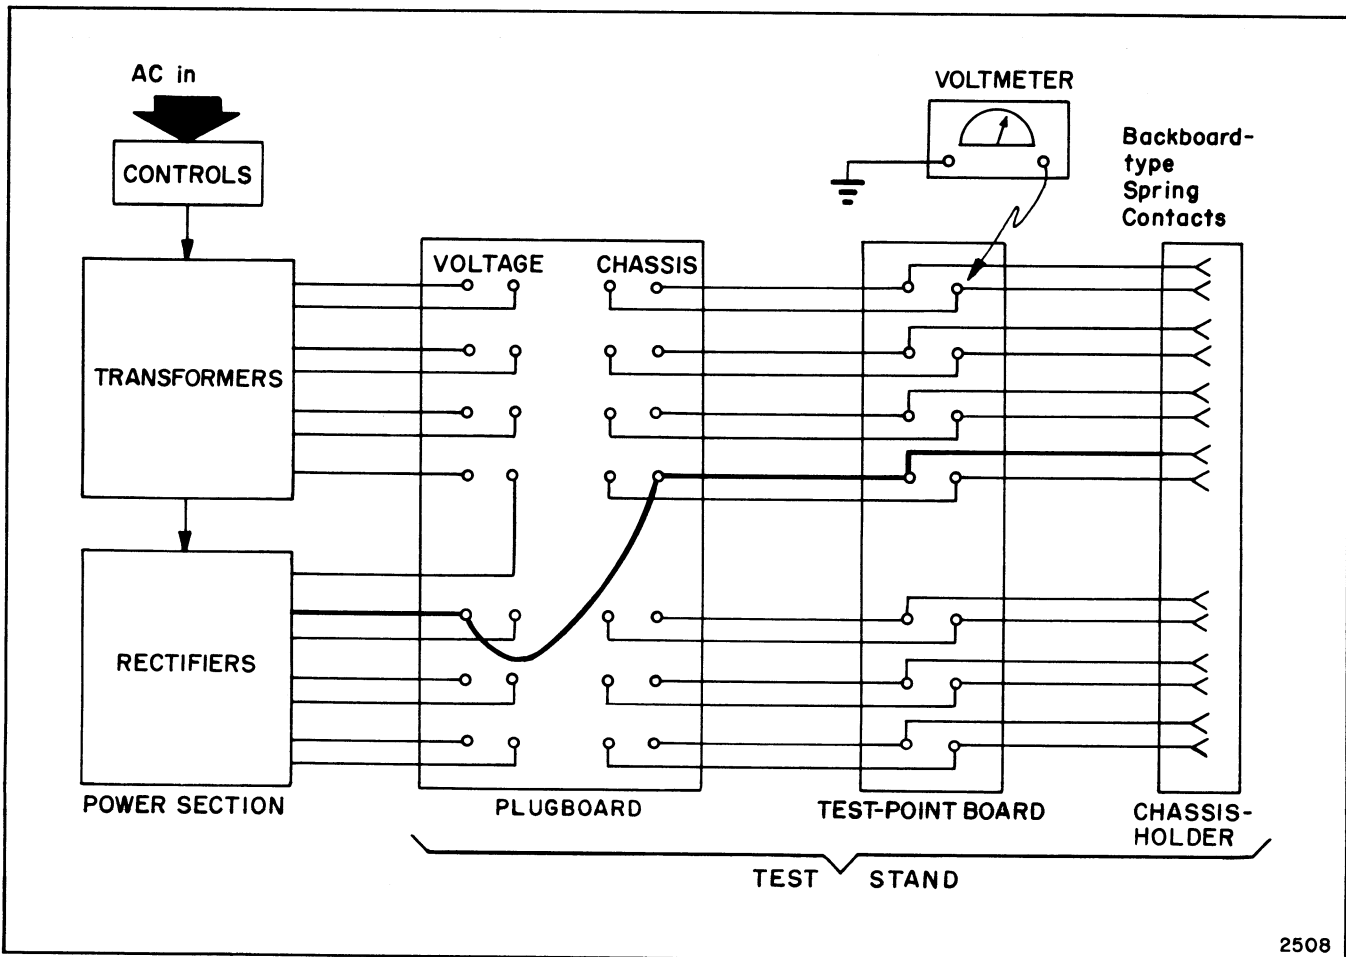 AC in
CONTROLS
VOLTMETER
Backboard-
type
Spring
Contacts
VOLTAGE
CHASSIS
TRANSFORMERS
RECTIFIERS
POWER SECTION
PLUGBOARD
TEST-POINT BOARD
CHASSIS-
HOLDER
TEST STAND
2508